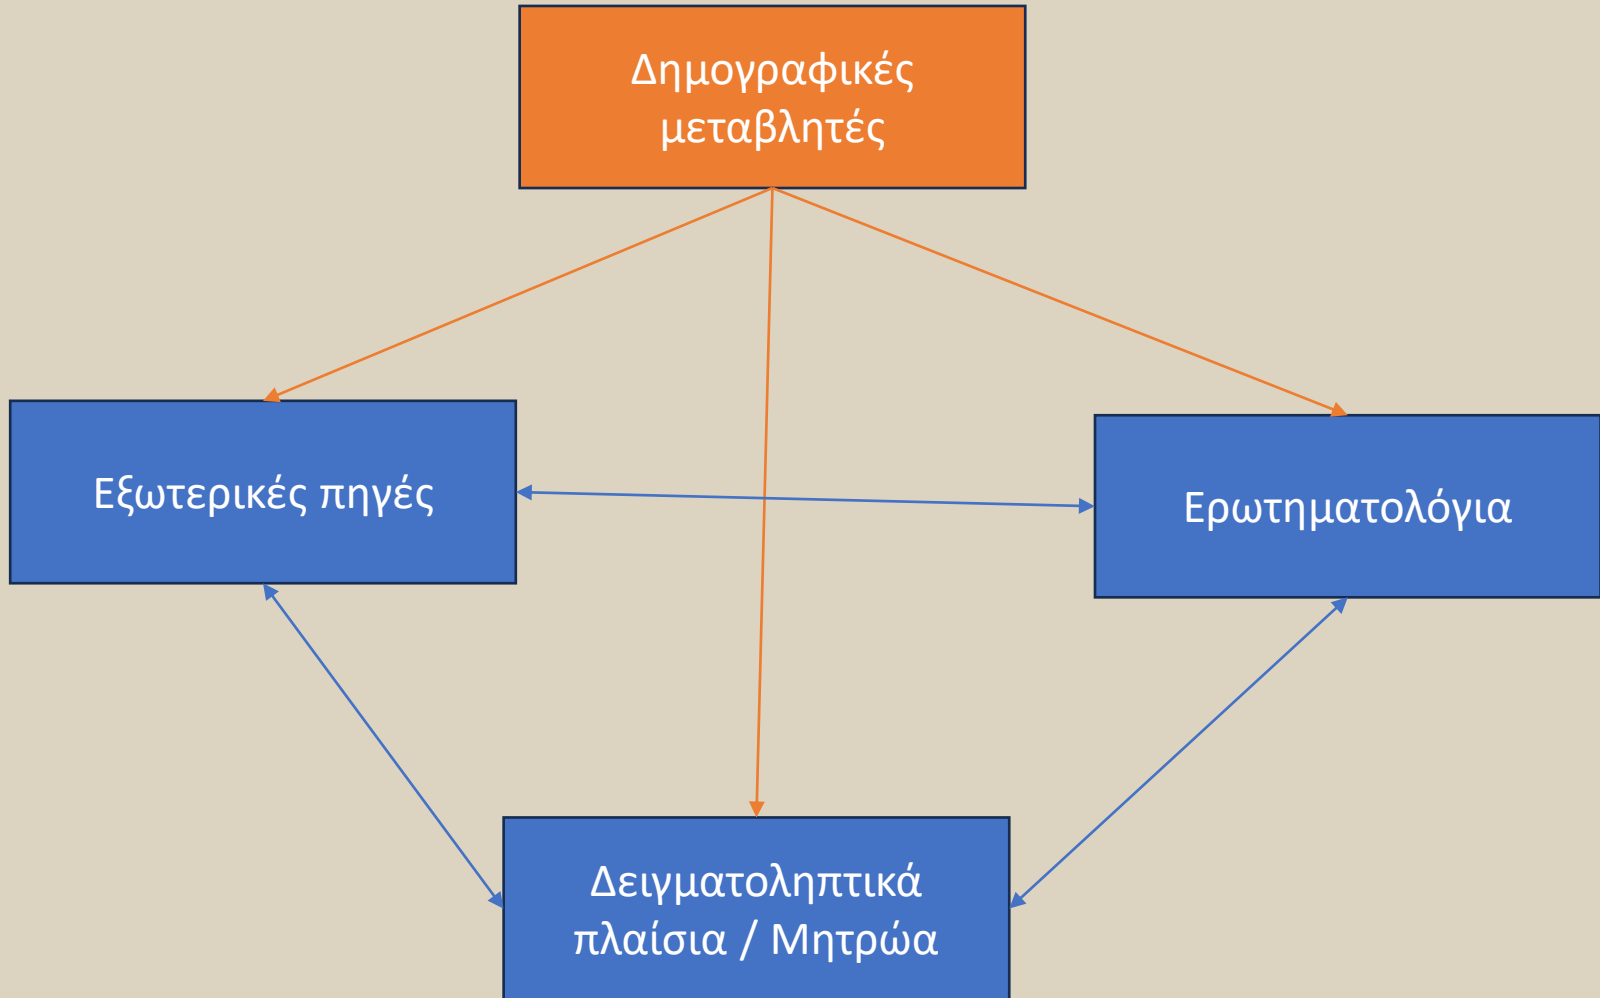 Δημογραφικές
μεταβλητές
Εξωτερικές πηγές
Ερωτηματολόγια
Δειγματοληπτικά
πλαίσια / Μητρώα